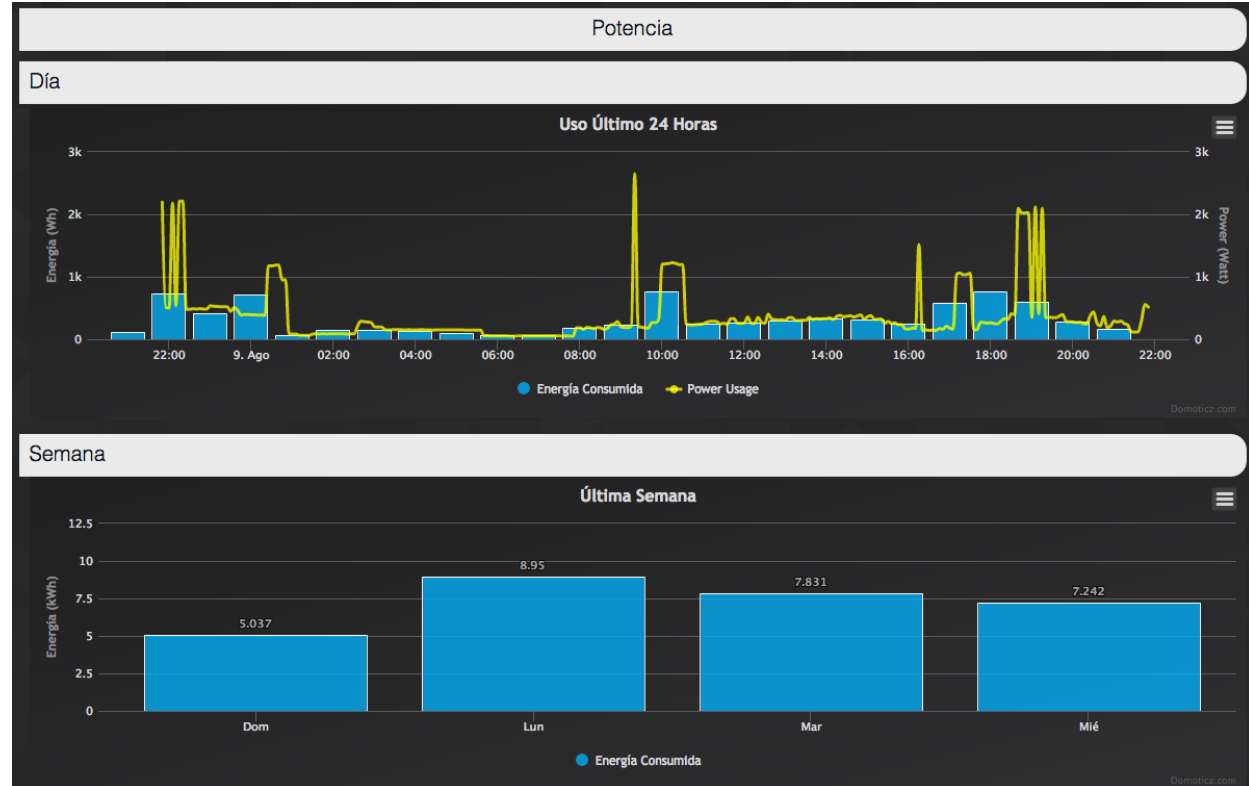 Potencia
Día
Uso Último 24 Horas
3k
2k
1k
0
Energía (Wh)
3k
2k
1k
0
Power (Watt)
22:00 9. Ago 02:00 04:00 06:00 08:00 10:00 12:00 14:00 16:00 18:00 20:00 22:00
Energía Consumida Power Usage
Domoticz.com
Semana
Última Semana
12.5
10
7.5
5
2.5
0
Energía (kWh)
5.037 8.95 7.831 7.242
Dom Lun Mar Mié
Energía Consumida
Domoticz.com